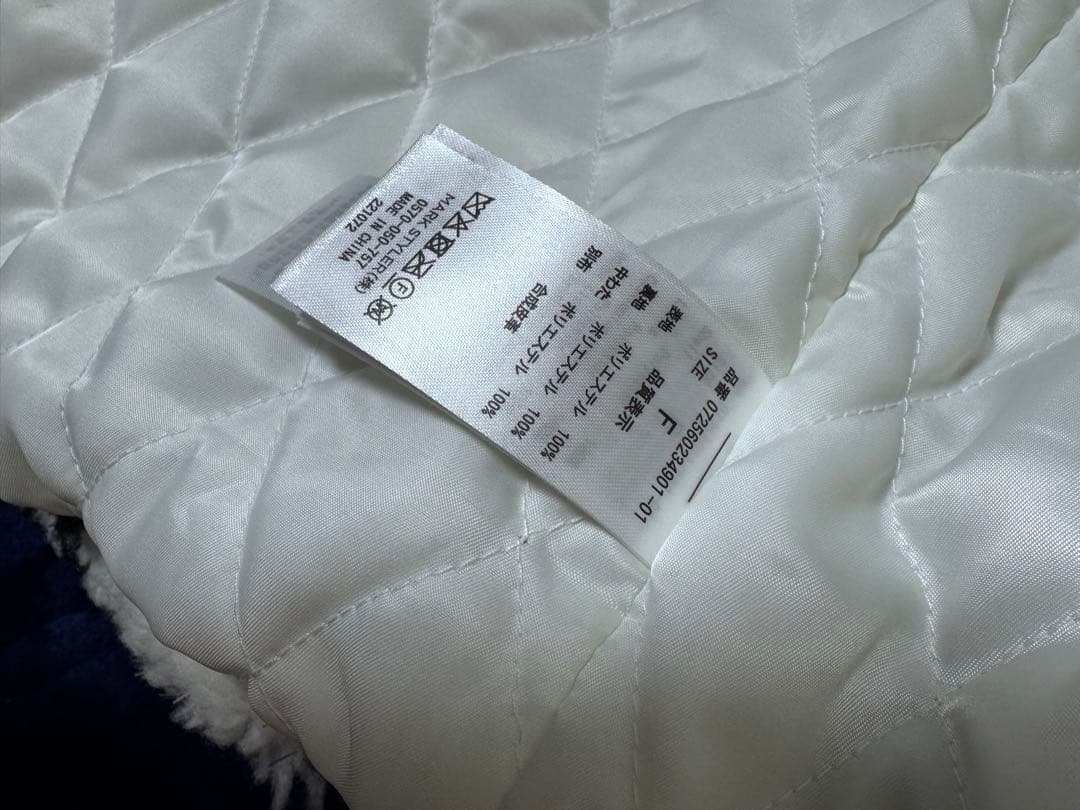 品番 072560234901-01
SIZE F
品質表示
表地 ポリエステル 100%
裏地 ポリエステル 100%
中わた ポリエステル 100%
別布 合成皮革
MARK STYLER(株)
0570-050-757
MADE IN CHINA
221072